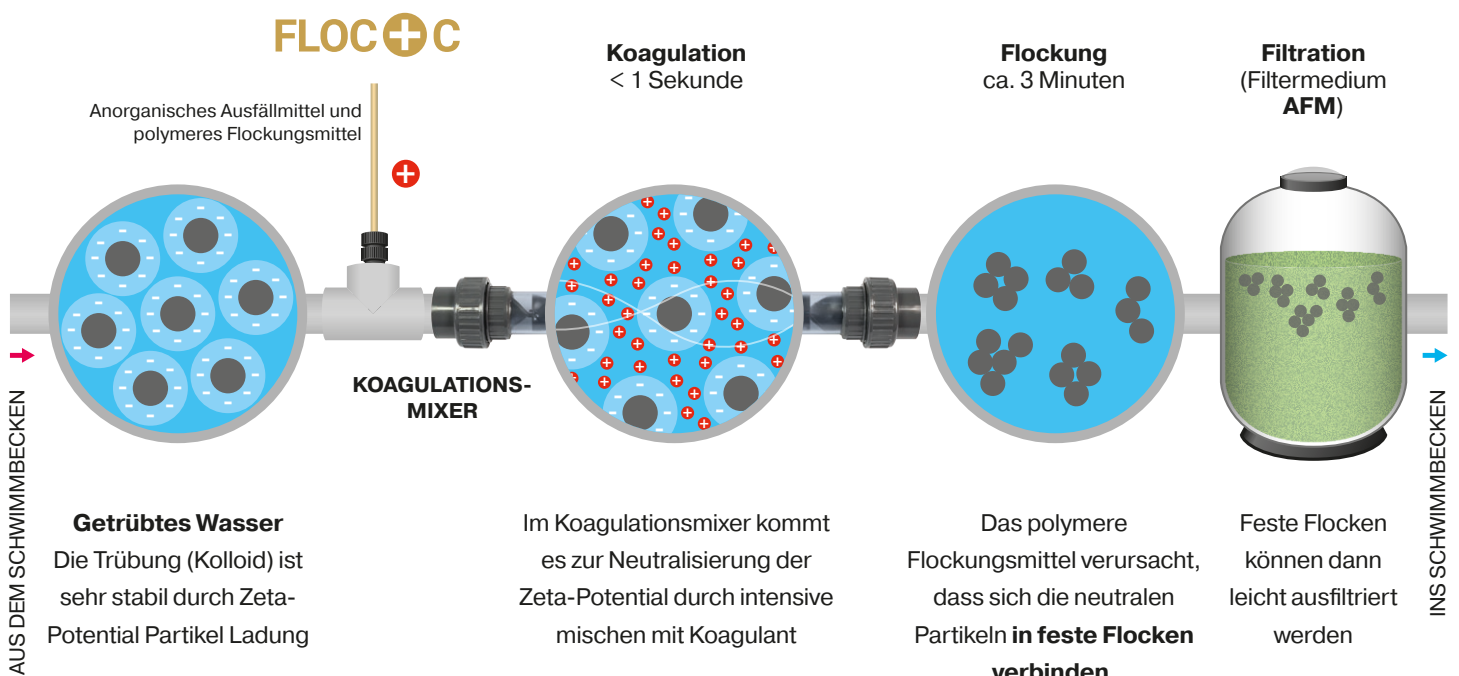 FLOC+C
Anorganisches Ausfällmittel und
polymeres Flockungsmittel
Koagulation
< 1 Sekunde
Flockung
ca. 3 Minuten
Filtration
(Filtermedium
AFM)
KOAGULATIONS-
MIXER
AUS DEM SCHWIMMBECKEN
Getrübtes Wasser
Die Trübung (Kolloid) ist
sehr stabil durch Zeta-
Potential Partikel Ladung
Im Koagulationsmixer kommt
es zur Neutralisierung der
Zeta-Potential durch intensive
mischen mit Koagulant
Das polymere
Flockungsmittel verursacht,
dass sich die neutralen
Partikeln in feste Flocken
verbinden
Feste Flocken
können dann
leicht ausfiltriert
werden
INS SCHWIMMBECKEN